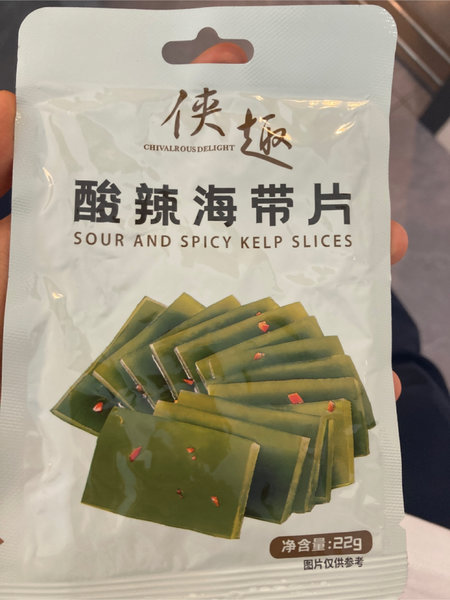 侠趣
CHIVALROUS DELIGHT
酸辣海带片
SOUR AND SPICY KELP SLICES
净含量:22g
图片仅供参考